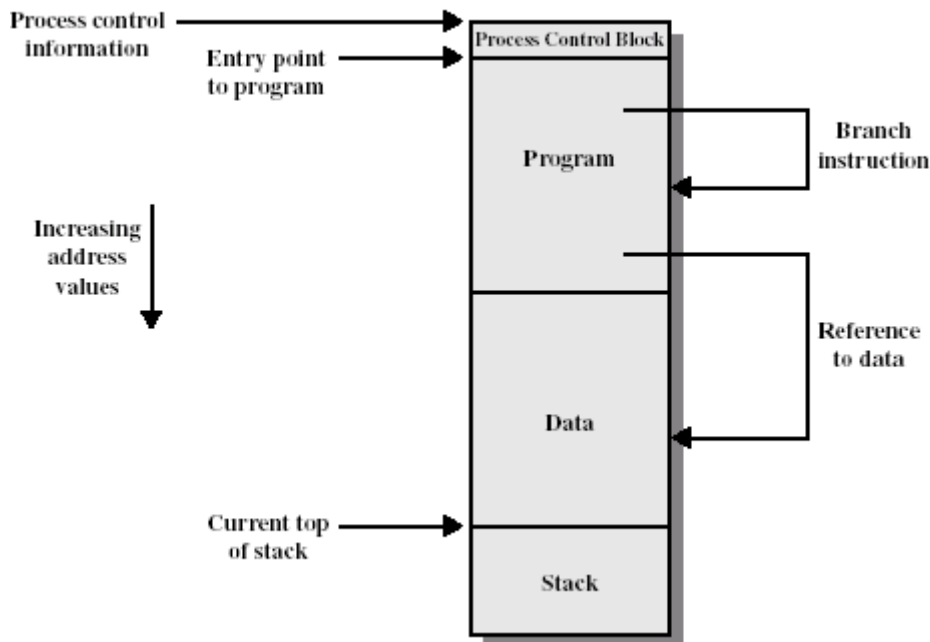 Process control
information
Process Control Block
Entry point
to program
Program
Branch
instruction
Increasing
address
values
Reference
to data
Data
Current top
of stack
Stack